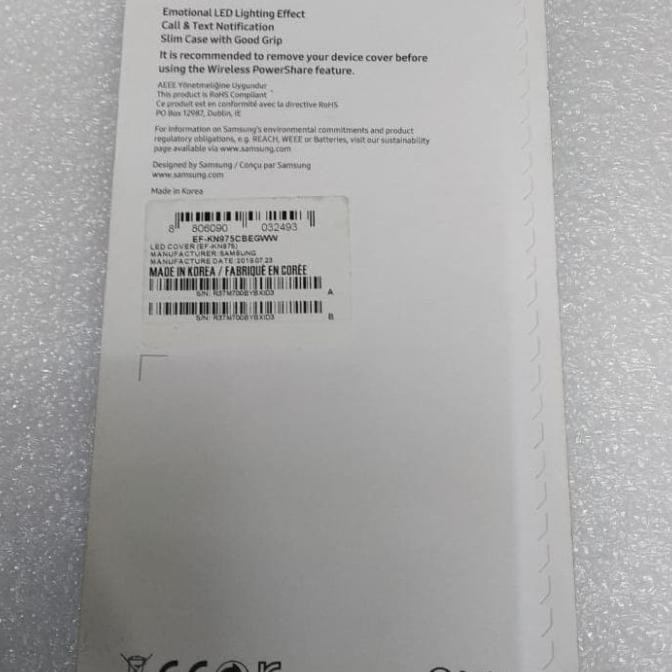 Emotional LED Lighting Effect
Call & Text Notification
Slim Case with Good Grip
It is recommended to remove your device cover before
using the Wireless PowerShare feature.
AEEE Yönetmeliğine Uygundur
This product is RoHS Compliant
Ce produit est en conformité avec la directive RoHS
PO Box 12987, Dublin, IE
For information on Samsung's environmental commitments and product
regulatory obligations, e.g. REACH, WEEE or Batteries, visit our sustainability
page available via www.samsung.com
Designed by Samsung / Conçu par Samsung
www.samsung.com
Made in Korea
8 806090 032493
EF-KN975CBEGWW
LED COVER (EF-KN975)
MANUFACTURER: SAMSUNG
MANUFACTURE DATE: 2019.07.23
MADE IN KOREA / FABRIQUÉ EN CORÉE
A
B